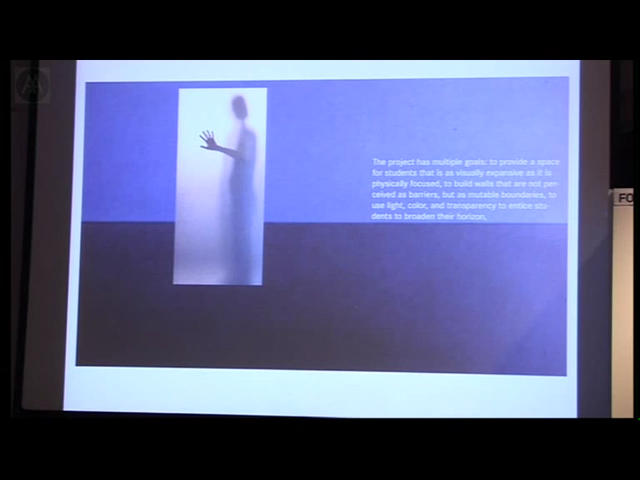 AA
The project has multiple goals: to provide a space
for students that is as visually expansive as it is
physically focused, to build walls that are not per-
ceived as barriers, but as mutable boundaries, to
use light, color, and transparency to entice stu-
dents to broaden their horizon,
FO